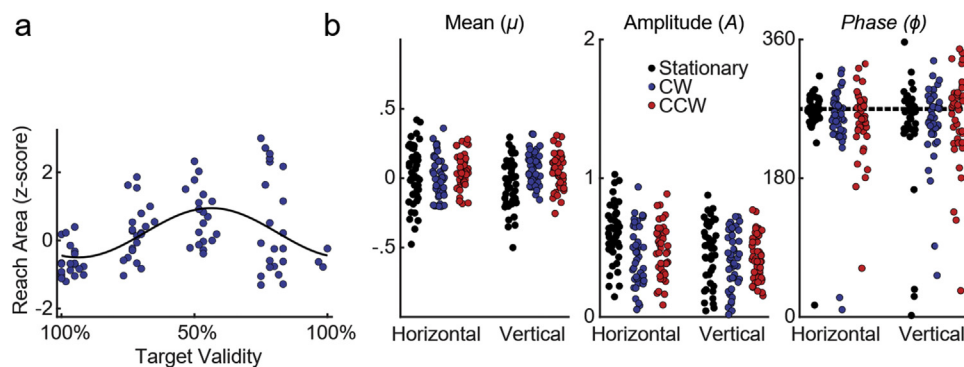 a
Reach Area (z-score)
2
0
-2
100%
50%
100%
Target Validity
b
Mean (μ)
.5
0
-.5
Horizontal
Vertical
Amplitude (A)
2
1
0
Stationary
CW
CCW
Horizontal
Vertical
Phase (ϕ)
360
180
0
Horizontal
Vertical